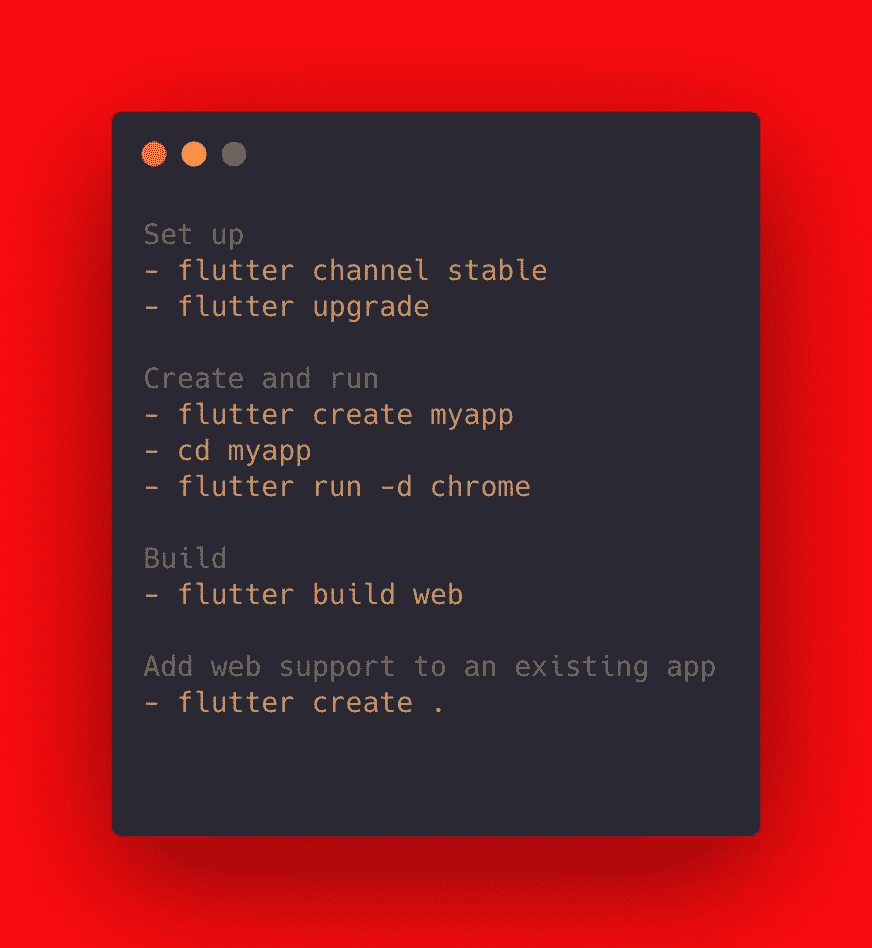 Set up
- flutter channel stable
- flutter upgrade
Create and run
- flutter create myapp
- cd myapp
- flutter run -d chrome
Build
- flutter build web
Add web support to an existing app
- flutter create .